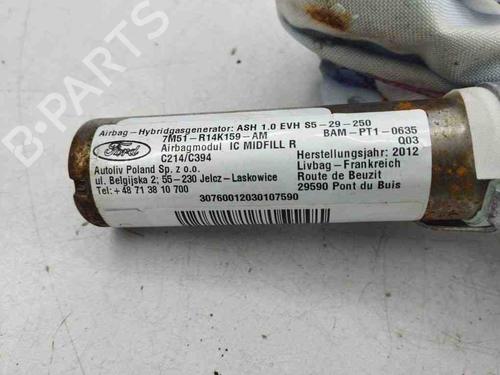 B-PARTS
Airbag-Hybridgasgenerator: ASH 1.0 EVH S5-29-250
7M51-R14K159-AM BAM-PT1-0635
Ford Airbagmodul IC MIDFILL R Q03
C214/C394 Herstellungsjahr: 2012
Autoliv Poland Sp. z o.o. Livbag-Frankreich
ul. Belgijska 2; 55-230 Jelcz-Laskowice Route de Beuzit
Tel: +48 71 38 10 700 29590 Pont du Buis
30760012030107590